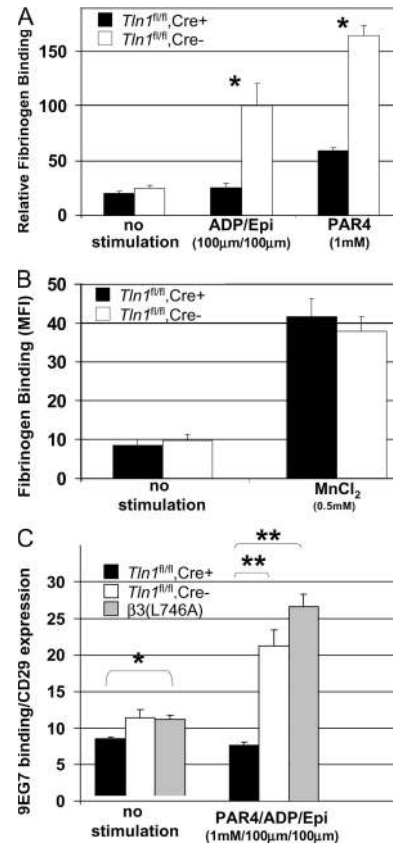 A
Tln1fl/fl,Cre+
Tln1fl/fl,Cre-
Relative Fibrinogen Binding
150
100
50
0
*
*
no stimulation
ADP/Epi
(100µm/100µm)
PAR4
(1mM)
B
Tln1fl/fl,Cre+
Tln1fl/fl,Cre-
Fibrinogen Binding (MFI)
50
40
30
20
10
0
no stimulation
MnCl2
(0.5mM)
C
Tln1fl/fl,Cre+
Tln1fl/fl,Cre-
β3(L746A)
9EG7 binding/CD29 expression
30
25
20
15
10
5
0
*
**
**
no stimulation
PAR4/ADP/Epi
(1mM/100µm/100µm)